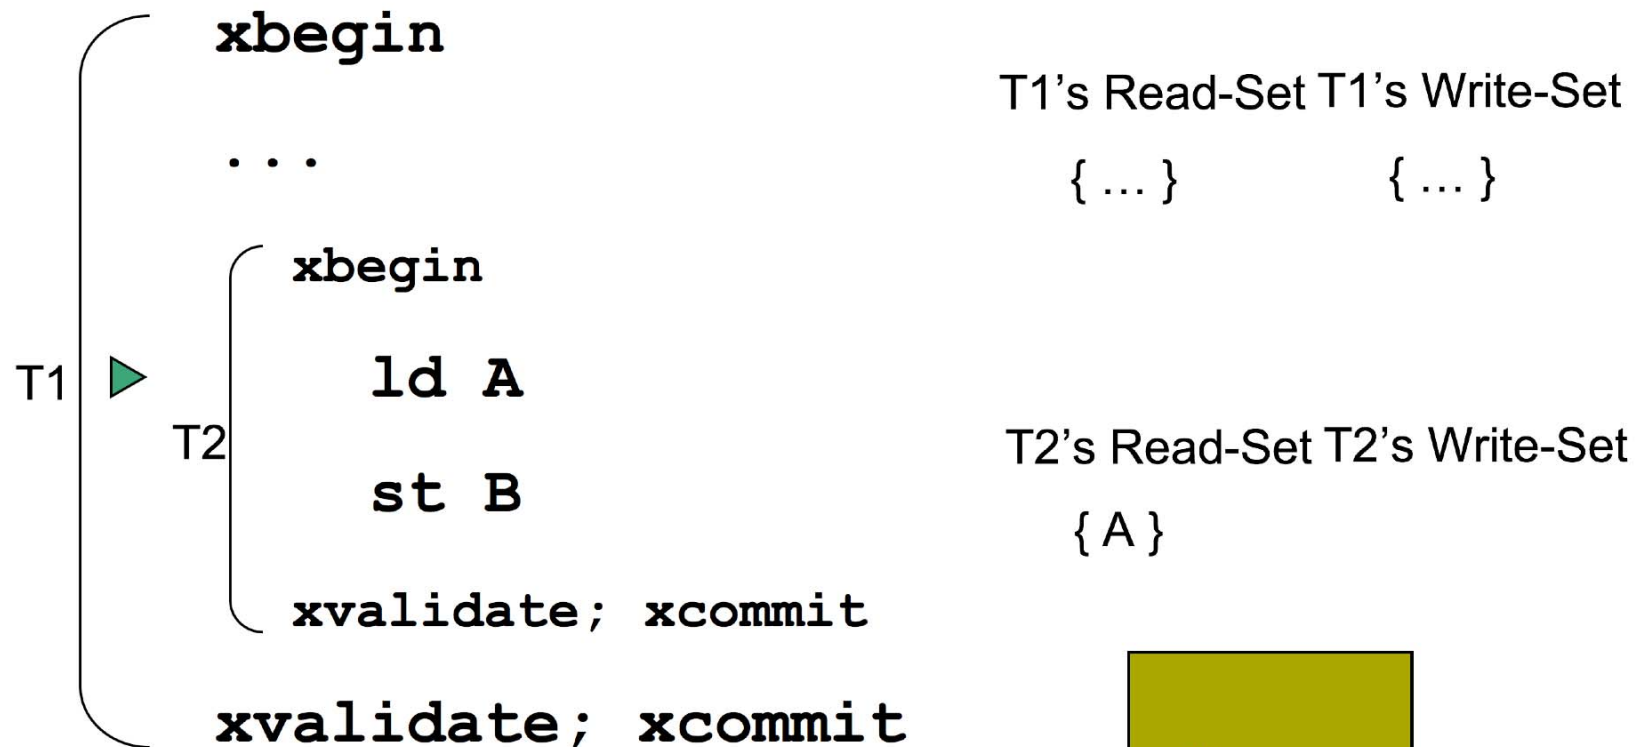 xbegin
T1's Read-Set T1's Write-Set
...
{ ... } { ... }
xbegin
T1
ld A
T2
T2's Read-Set T2's Write-Set
st B
{ A }
xvalidate; xcommit
xvalidate; xcommit